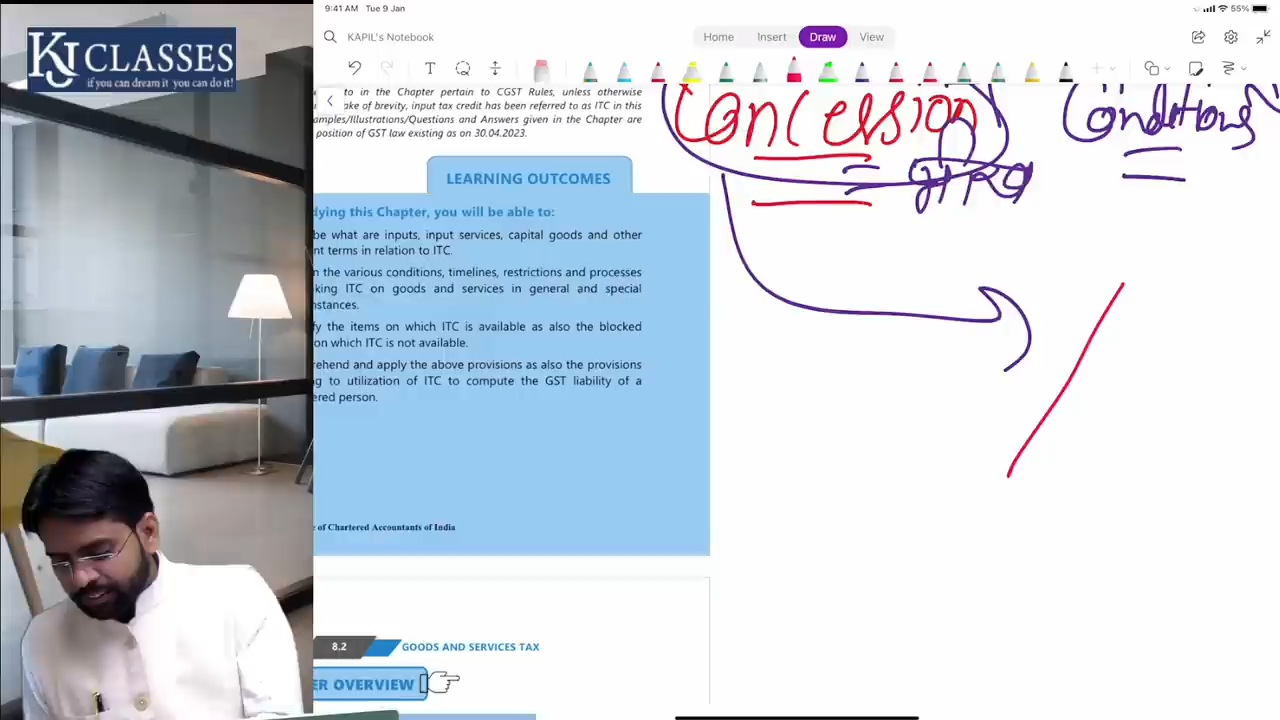 9:41 AM Tue 9 Jan
55%
KJ CLASSES
if you can dream it you can do it!
KAPIL's Notebook
Home Insert Draw View
to in the Chapter pertain to CGST Rules, unless otherwise
ake of brevity, input tax credit has been referred to as ITC in this
amples/Illustrations/Questions and Answers given in the Chapter are
position of GST law existing as on 30.04.2023.
Concession
Conditions
LEARNING OUTCOMES
dying this Chapter, you will be able to:
be what are inputs, input services, capital goods and other
nt terms in relation to ITC.
n the various conditions, timelines, restrictions and processes
king ITC on goods and services in general and special
mstances.
fy the items on which ITC is available as also the blocked
on which ITC is not available.
rehend and apply the above provisions as also the provisions
ng to utilization of ITC to compute the GST liability of a
ered person.
e of Chartered Accountants of India
8.2 GOODS AND SERVICES TAX
ER OVERVIEW